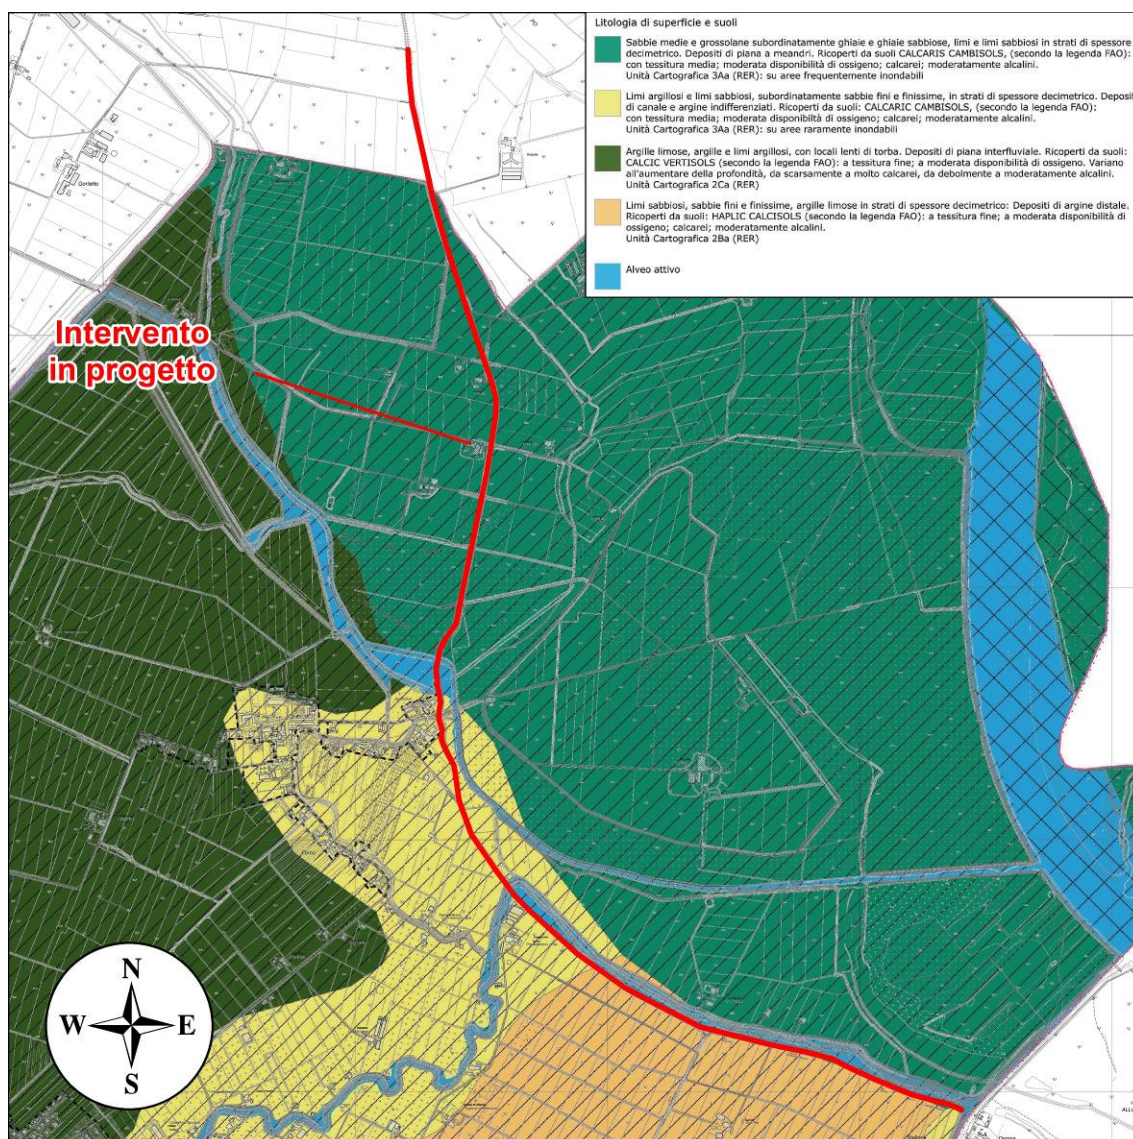 Litologia di superficie e suoli
Sabbie medie e grossolane subordinatamente ghiaie e ghiaie sabbiose, limi e limi sabbiosi in strati di spessore
decimetrico. Depositi di piana a meandri. Ricoperti da suoli CALCARIS CAMBISOLS, (secondo la legenda FAO):
con tessitura media; moderata disponibilità di ossigeno; calcarei; moderatamente alcalini.
Unità Cartografica 3Aa (RER): su aree frequentemente inondabili
Limi argillosi e limi sabbiosi, subordinatamente sabbie fini e finissime, in strati di spessore decimetrico. Deposit
di canale e argine indifferenziati. Ricoperti da suoli: CALCARIC CAMBISOLS, (secondo la legenda FAO):
con tessitura media; moderata disponibiltà di ossigeno; calcarei; moderatamente alcalini.
Unità Cartografica 3Aa (RER): su aree raramente inondabili
Argille limose, argille e limi argillosi, con locali lenti di torba. Depositi di piana interfluviale. Ricoperti da suoli:
CALCIC VERTISOLS (secondo la legenda FAO): a tessitura fine; a moderata disponibilità di ossigeno. Variano
all'aumentare della profondità, da scarsamente a molto calcarei, da debolmente a moderatamente alcalini.
Unità Cartografica 2Ca (RER)
Limi sabbiosi, sabbie fini e finissime, argille limose in strati di spessore decimetrico: Depositi di argine distale.
Ricoperti da suoli: HAPLIC CALCISOLS (secondo la legenda FAO): a tessitura fine; a moderata disponibilità di
ossigeno; calcarei; moderatamente alcalini.
Unità Cartografica 2Ba (RER)
Alveo attivo
Intervento
in progetto
N
W
E
S